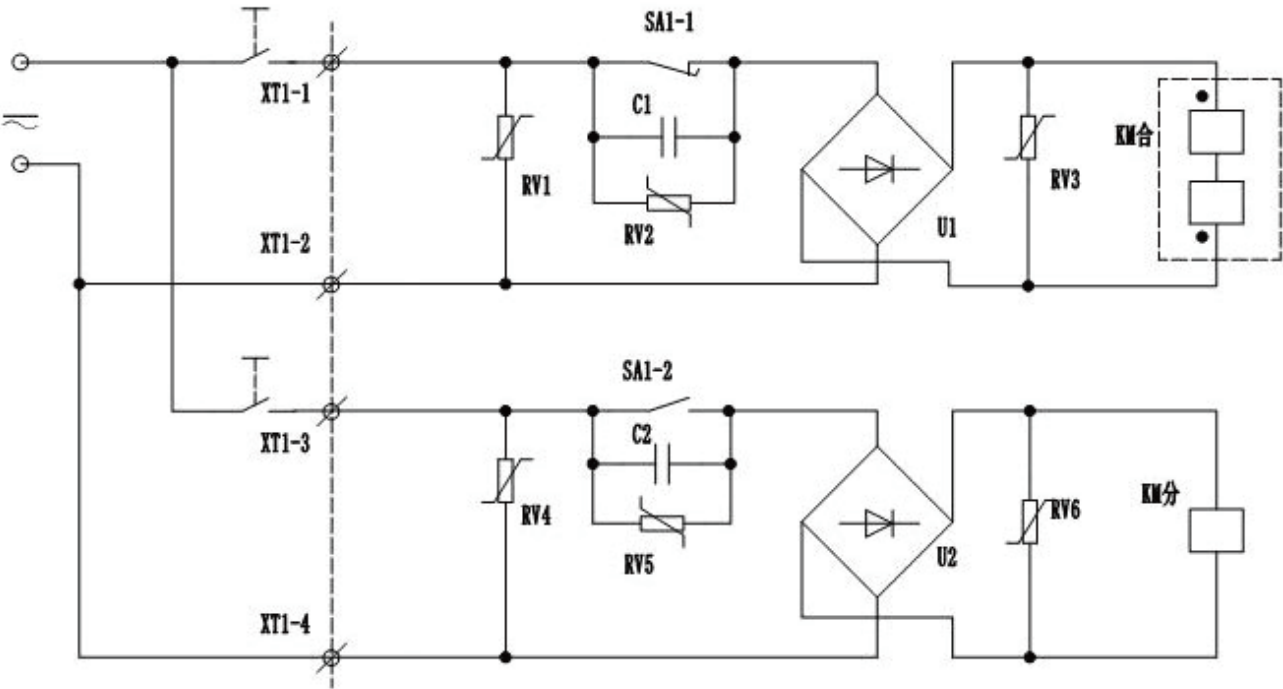 SA1-1
XT1-1
C1
KM合
RV1
RV3
RV2
U1
XT1-2
SA1-2
XT1-3
C2
KM分
RV4
RV6
RV5
U2
XT1-4